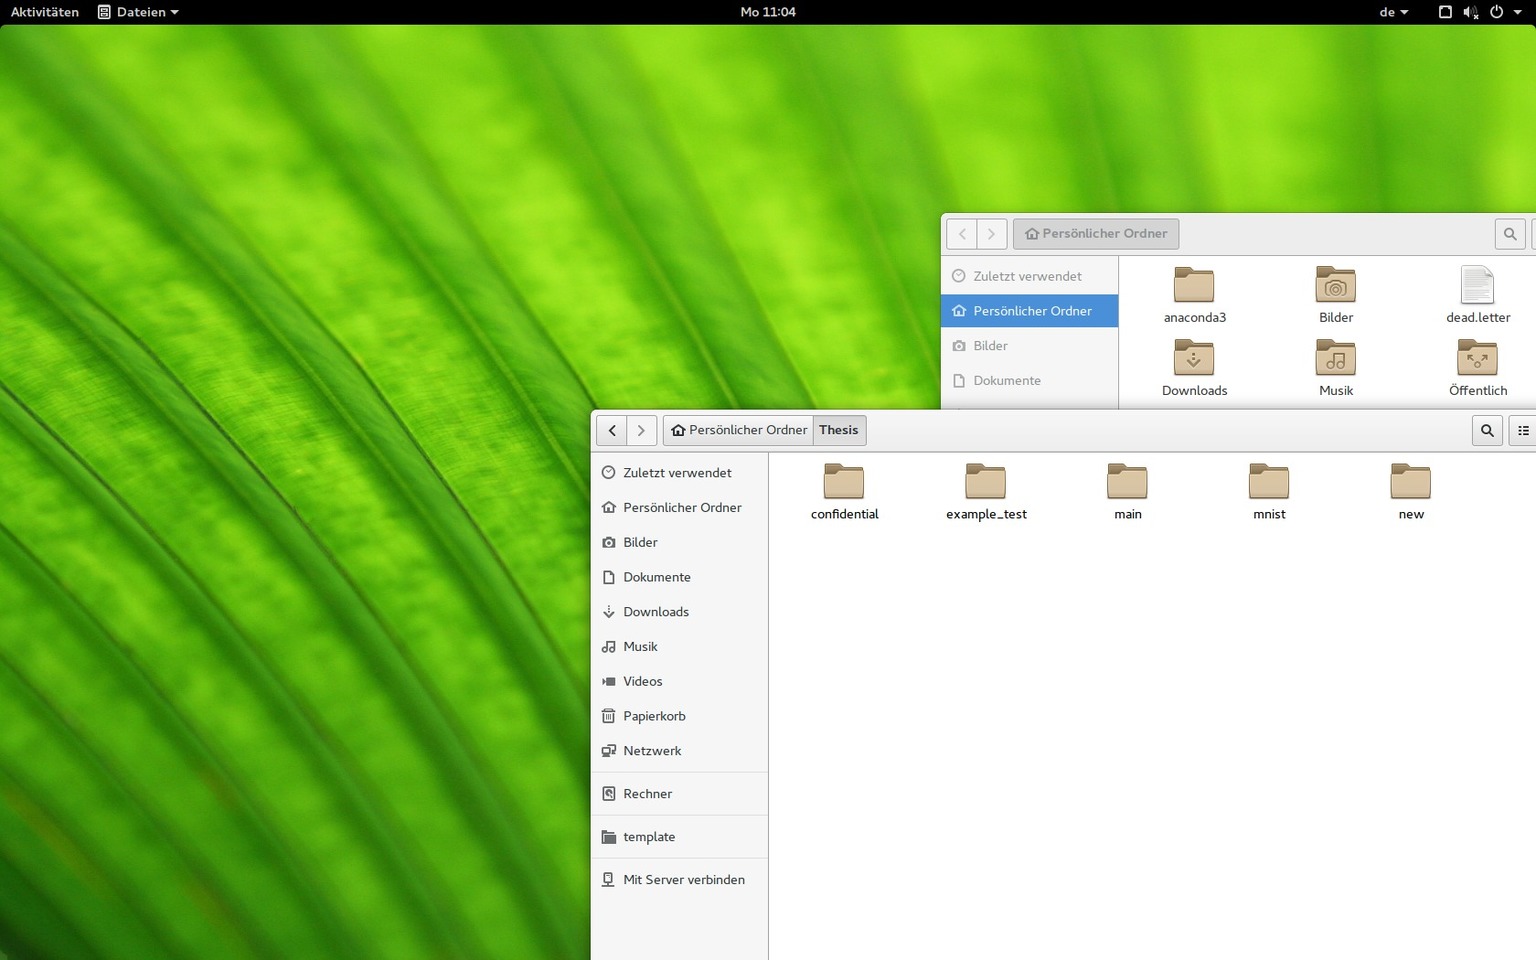 Aktivitäten Dateien Mo 11:04 de
Persönlicher Ordner
Zuletzt verwendet
Persönlicher Ordner
Bilder
Dokumente
anaconda3 Bilder dead.letter
Downloads Musik Öffentlich
Persönlicher Ordner Thesis
Zuletzt verwendet
Persönlicher Ordner
Bilder
Dokumente
Downloads
Musik
Videos
Papierkorb
Netzwerk
Rechner
template
Mit Server verbinden
confidential example_test main mnist new